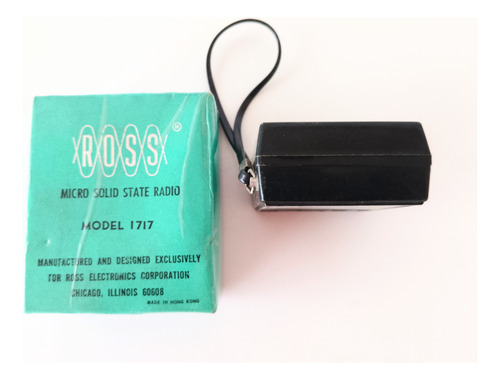 ROSS®
MICRO SOLID STATE RADIO
MODEL 1717
MANUFACTURED AND DESIGNED EXCLUSIVELY
FOR ROSS ELECTRONICS CORPORATION
CHICAGO, ILLINOIS 60608
MADE IN HONG KONG